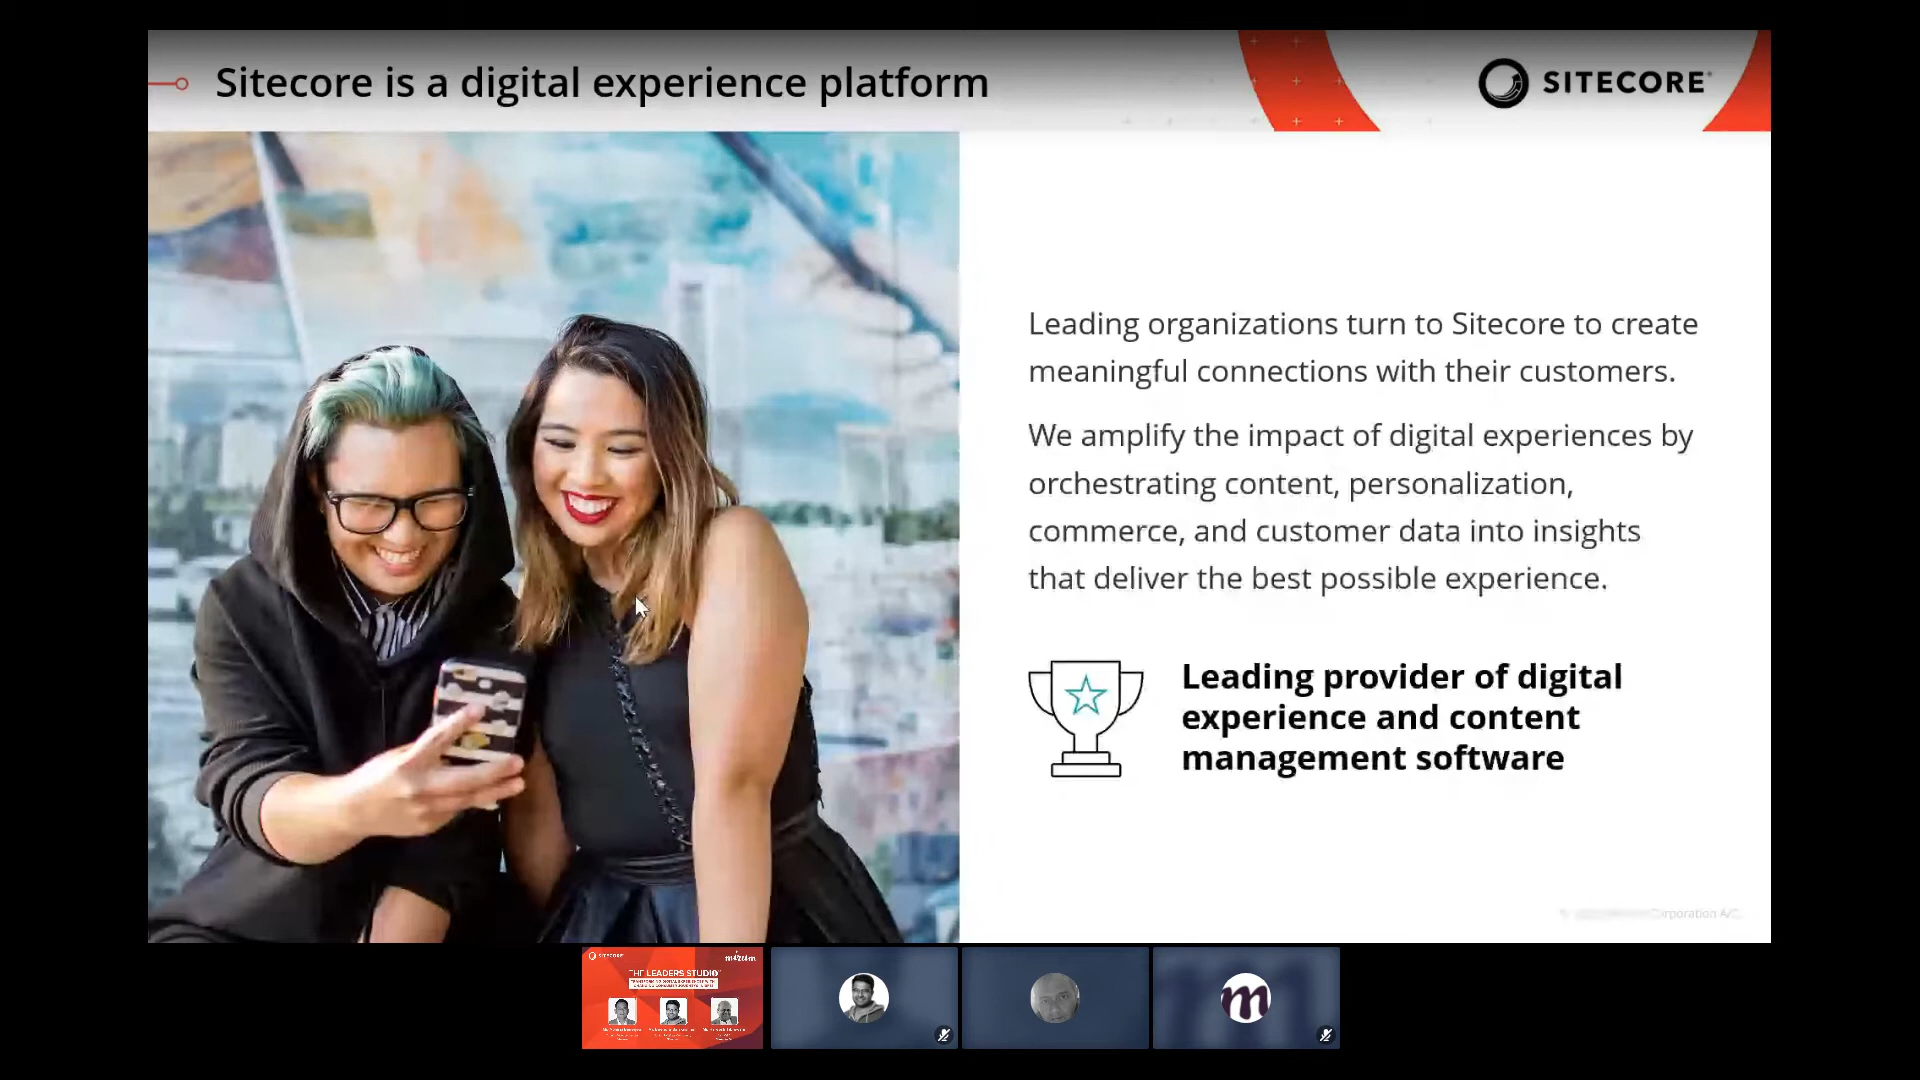 Sitecore is a digital experience platform
SITECORE
Leading organizations turn to Sitecore to create
meaningful connections with their customers.
We amplify the impact of digital experiences by
orchestrating content, personalization,
commerce, and customer data into insights
that deliver the best possible experience.
Leading provider of digital
experience and content
management software
Corporation A/S.
SITECORE
THE LEADERS STUDIO
m